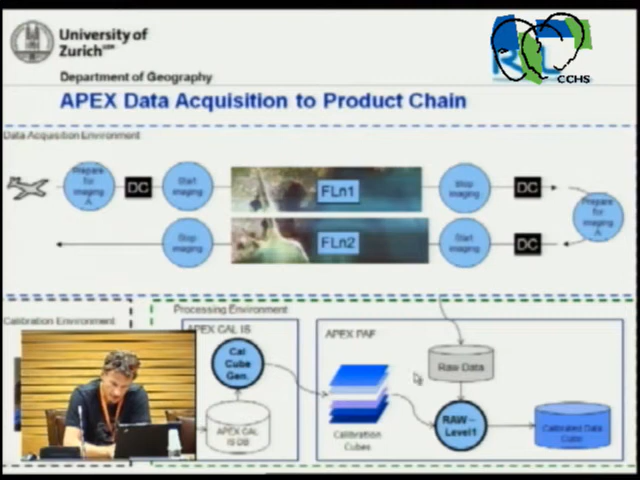 University of
Zurich
Department of Geography
CCHS
APEX Data Acquisition to Product Chain
Data Acquisition Environment
Prepare
for
imaging
A
DC
Start
imaging
FLn1
Stop
imaging
DC
Prepare
for
imaging
A
Stop
imaging
FLn2
Start
imaging
DC
Calibration Environment
Processing Environment
APEX CAL IS
Cal
Cube
Gen.
APEX CAL
IS DB
APEX PAF
Calibration
Cubes
Raw Data
RAW –
Level1
Calibrated Data
Cube